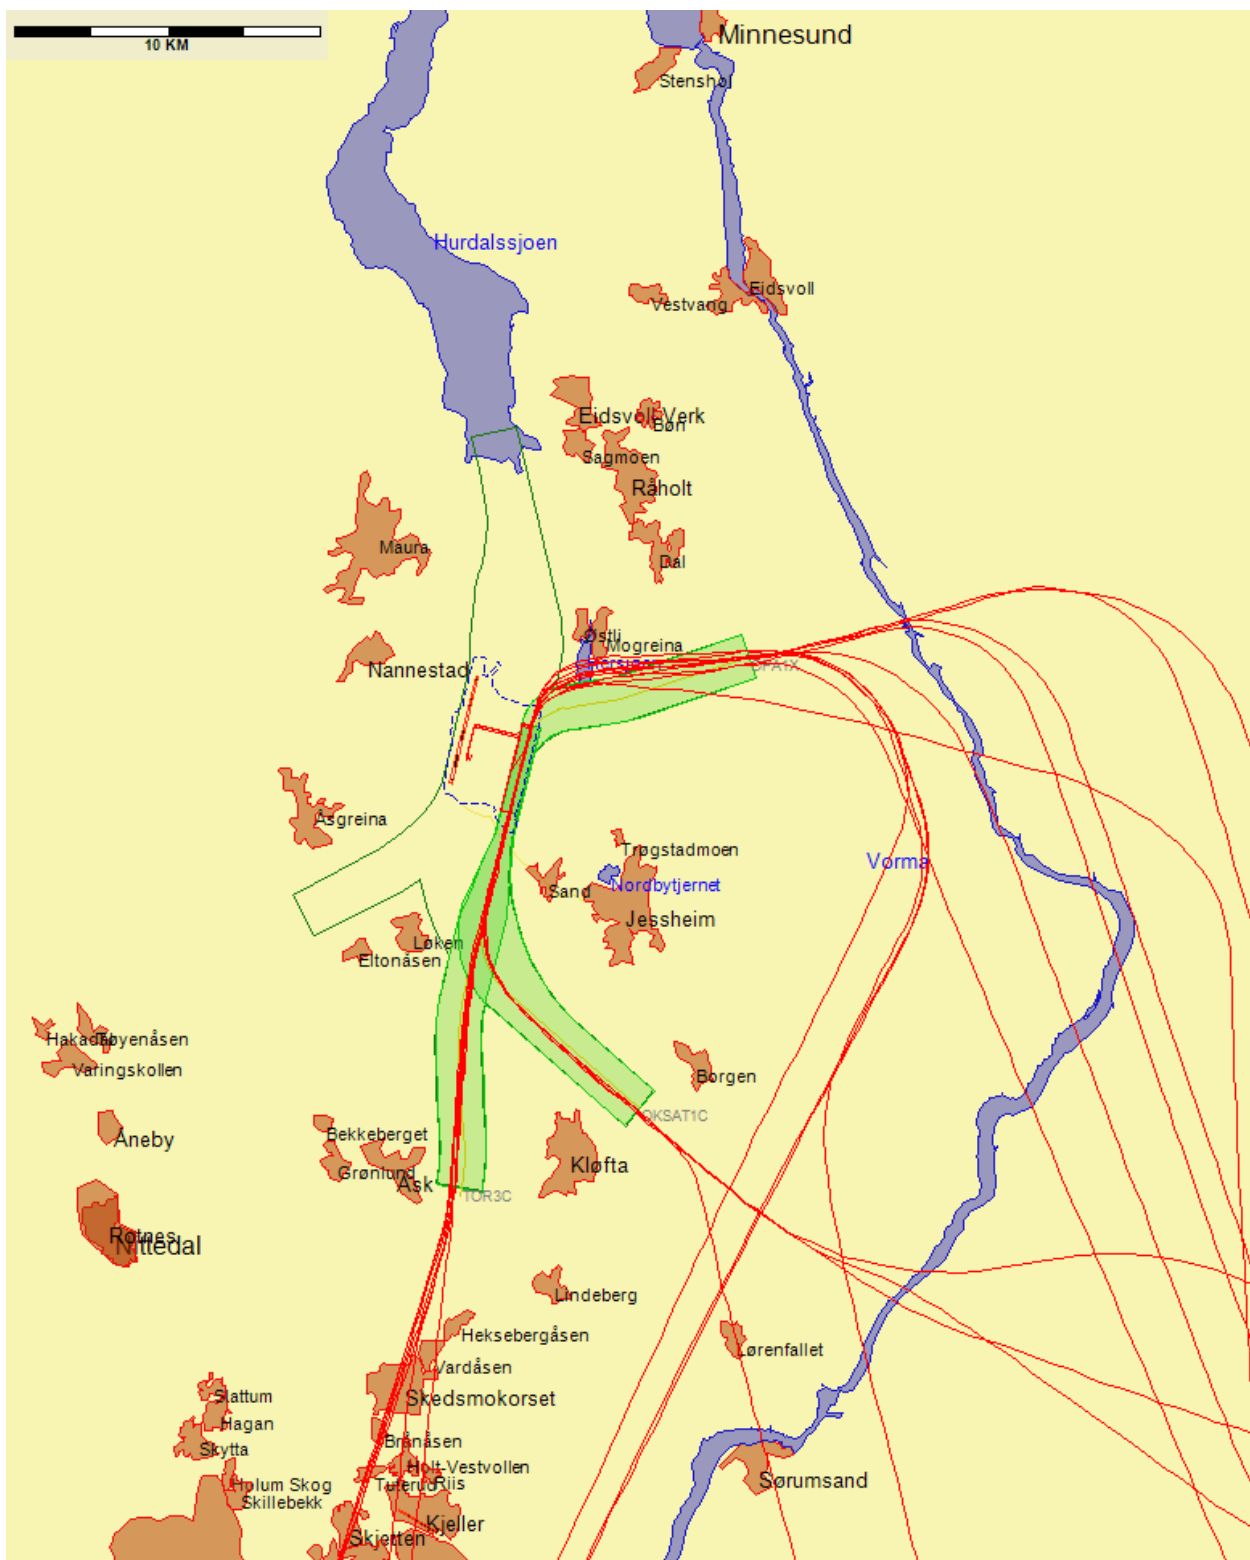 Minnesund
10 KM
Stenshol
Hurdalssjoen
Eidsvoll
Vestvang
Eidsvoll Verk
Bøn
Sagmoen
Råholt
Maura
Dal
Østli
Mogreina
Nannestad
Åsgreina
Trøgstadmoen
Vorma
Nordbytjernet
Sand
Jessheim
Løken
Eltonåsen
Hakadal
Tøyenåsen
Varingskollen
Borgen
OKSAT1C
Bekkeberget
Åneby
Kløfta
Grønlund
Ask
TOR3C
Rotnes
Nittedal
Lindeberg
Heksebergåsen
Lørenfallet
Vardåsen
Slattum
Skedsmokorset
Hagan
Brånåsen
Skytta
Holt-Vestvollen
Sørumsand
Holum Skog
Tuterud
Riis
Skillebekk
Kjeller
Skjetten